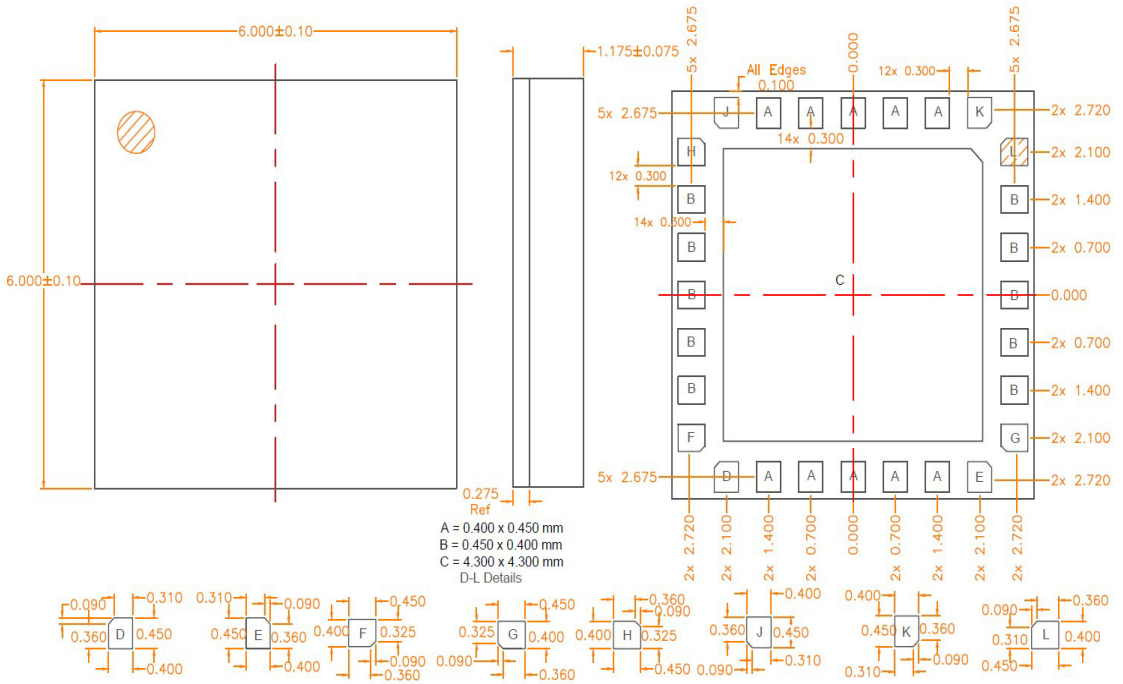 6.000±0.10
6.000±0.10
1.175±0.075
0.275
Ref
A = 0.400 x 0.450 mm
B = 0.450 x 0.400 mm
C = 4.300 x 4.300 mm
D-L Details
5x 2.675
0.000
5x 2.675
All Edges
0.100
12x 0.300
5x 2.675
J
A
A
A
A
A
K
2x 2.720
14x 0.300
H
L
2x 2.100
12x 0.300
B
B
2x 1.400
14x 0.300
B
B
2x 0.700
C
B
B
0.000
B
B
2x 0.700
B
B
2x 1.400
F
G
2x 2.100
5x 2.675
D
A
A
A
A
A
E
2x 2.720
2x 2.720
2x 2.100
2x 1.400
2x 0.700
0.000
2x 0.700
2x 1.400
2x 2.100
2x 2.720
0.310
0.090
0.360
D
0.450
0.400
0.310
0.090
0.450
E
0.360
0.400
0.450
0.400
F
0.325
0.090
0.360
0.450
0.325
G
0.400
0.090
0.360
0.360
0.090
0.400
H
0.325
0.450
0.400
0.360
J
0.450
0.310
0.090
0.400
0.450
K
0.360
0.090
0.310
0.360
0.090
0.310
L
0.400
0.450